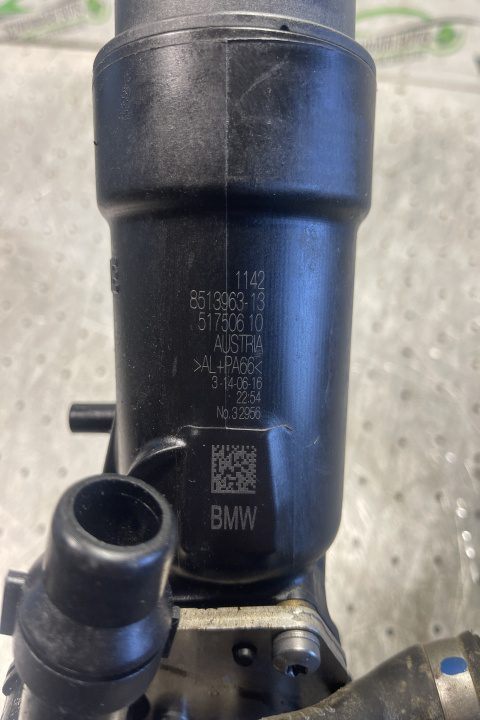 1142
8513963-13
517506 10
AUSTRIA
>AL+PA66<
3-14-06-16
22:54
No.32956
BMW